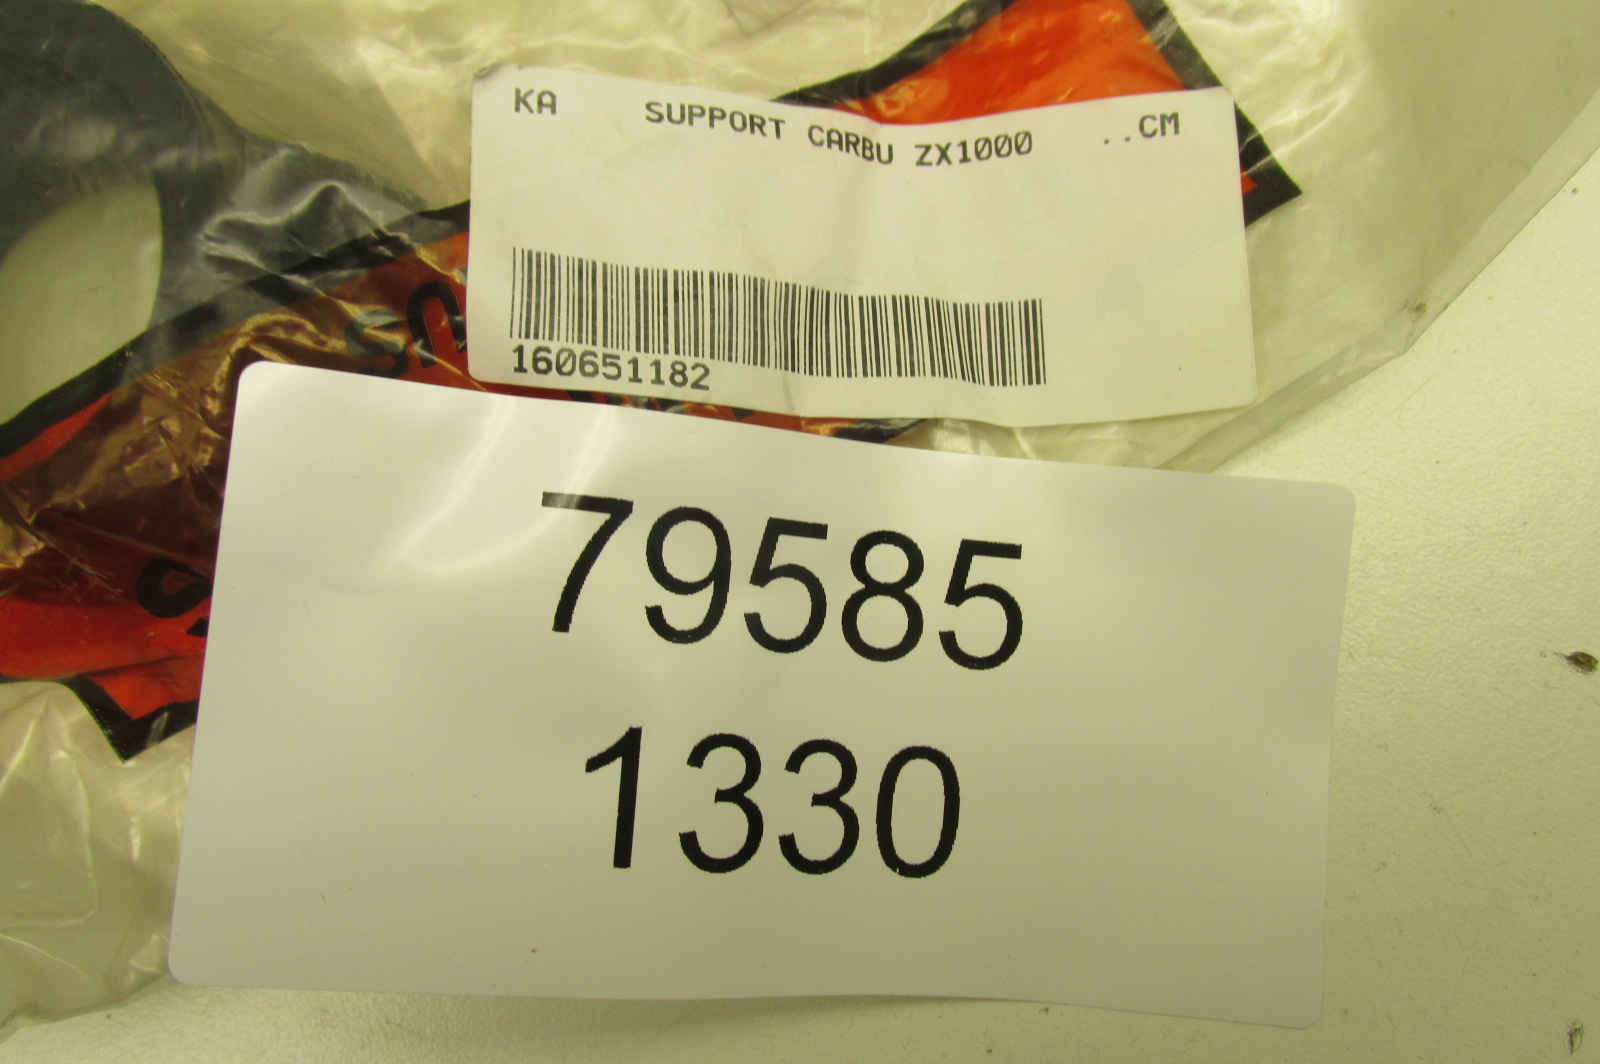 KA SUPPORT CARBU ZX1000 ..CM
160651182
79585
1330